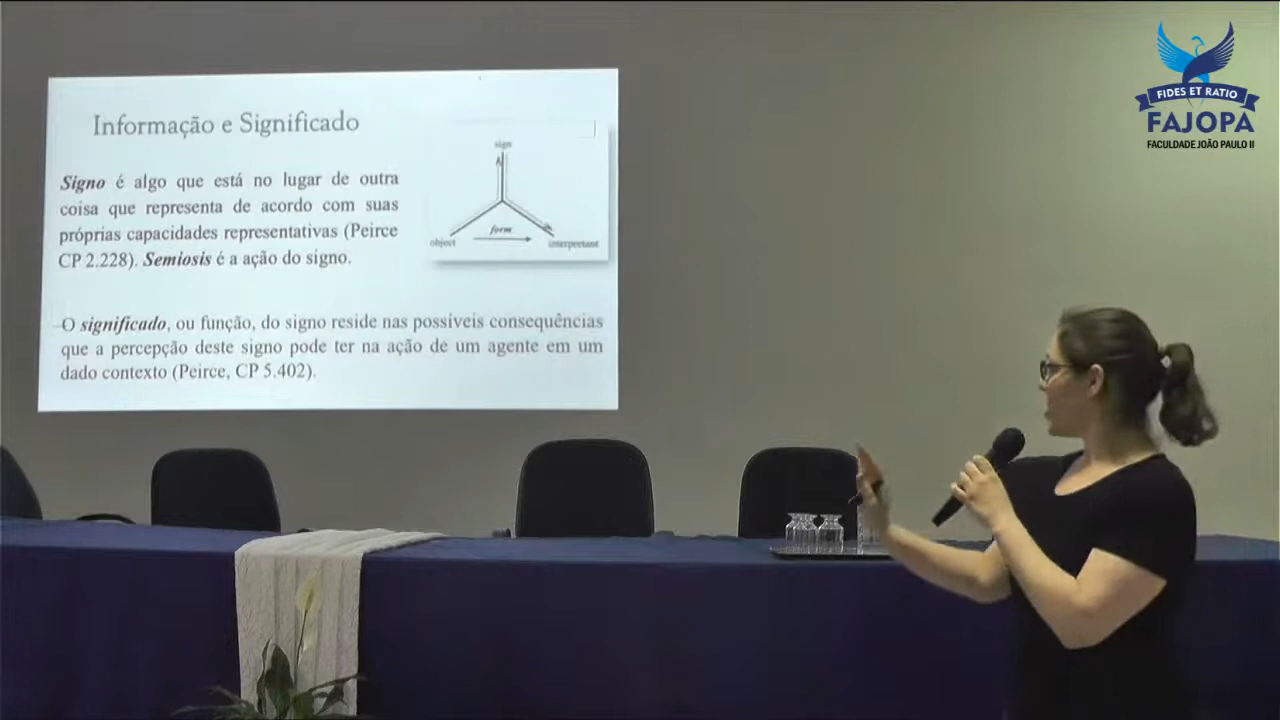 Informação e Significado
Signo é algo que está no lugar de outra
coisa que representa de acordo com suas
próprias capacidades representativas (Peirce
CP 2.228). Semiosis é a ação do signo.
sign
form
object
interpretant
O significado, ou função, do signo reside nas possíveis consequências
que a percepção deste signo pode ter na ação de um agente em um
dado contexto (Peirce, CP 5.402).
FIDES ET RATIO
FAJOPA
FACULDADE JOÃO PAULO II